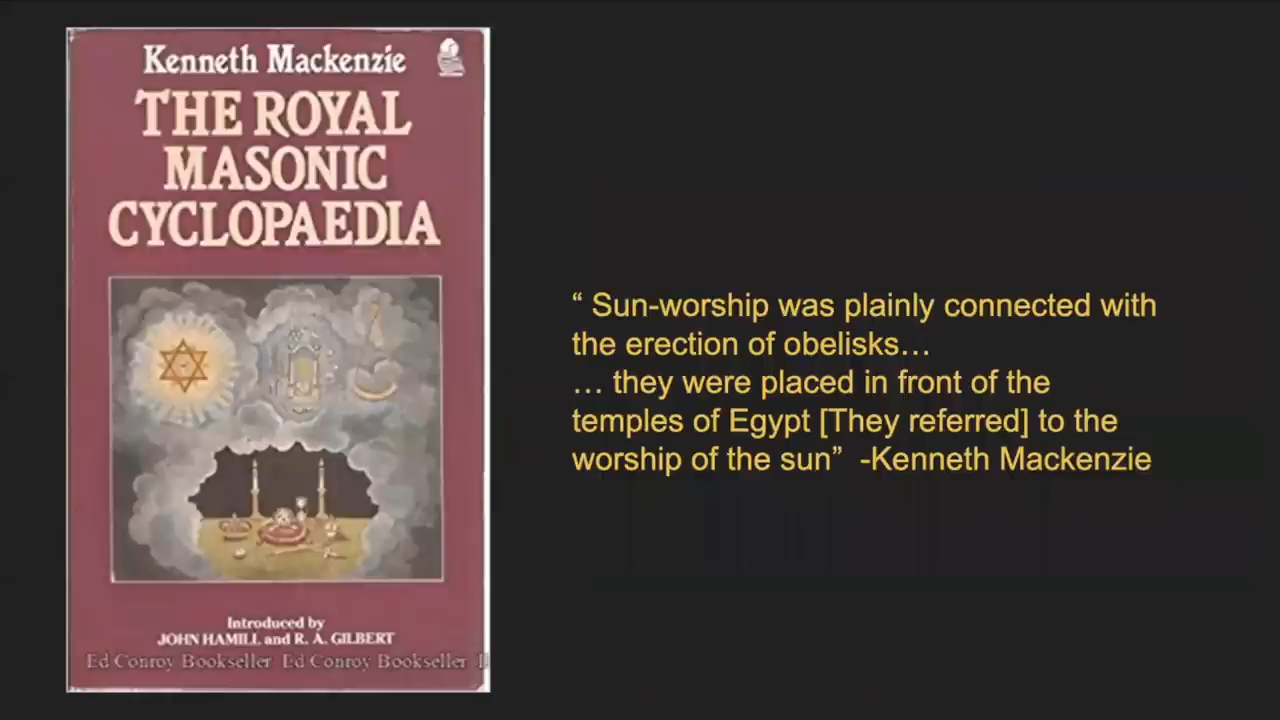 Kenneth Mackenzie
THE ROYAL
MASONIC
CYCLOPAEDIA
Introduced by
JOHN HAMILL and R. A. GILBERT
Ed Conroy Bookseller Ed Conroy Bookseller
“ Sun-worship was plainly connected with
the erection of obelisks…
… they were placed in front of the
temples of Egypt [They referred] to the
worship of the sun” -Kenneth Mackenzie